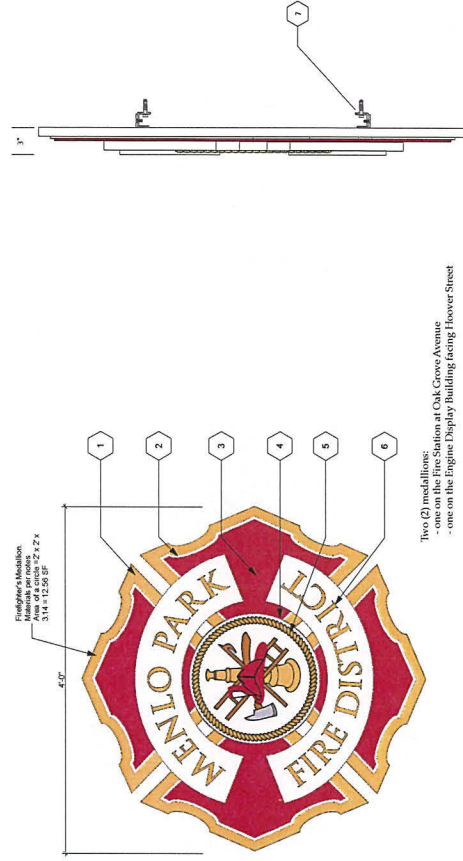 Firefighter's Medallion.
Materials per notes
Area of a circle =2' x 2' x
3.14 = 12.56 SF
4'-0"
MENLO PARK
FIRE DISTRICT
1
2
3
4
5
6
Two (2) medallions:
- one on the Fire Station at Oak Grove Avenue
- one on the Engine Display Building facing Hoover Street
3"
7